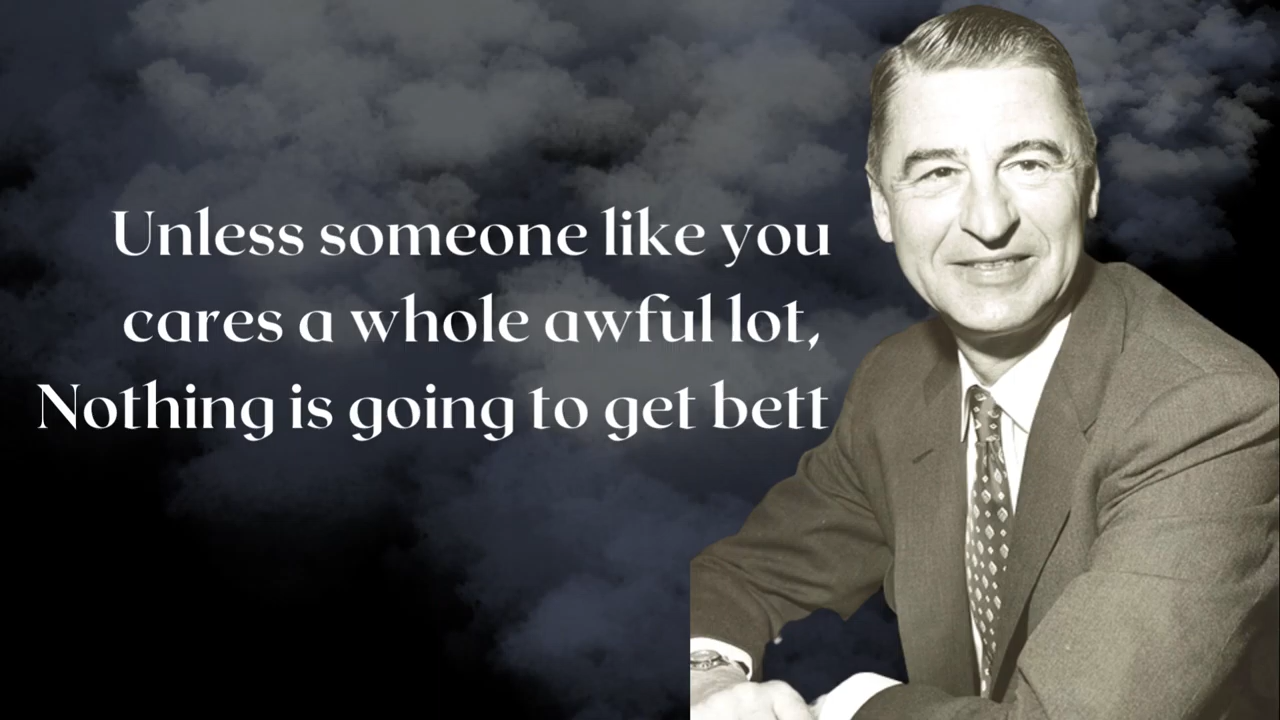 Unless someone like you
cares a whole awful lot,
Nothing is going to get bett